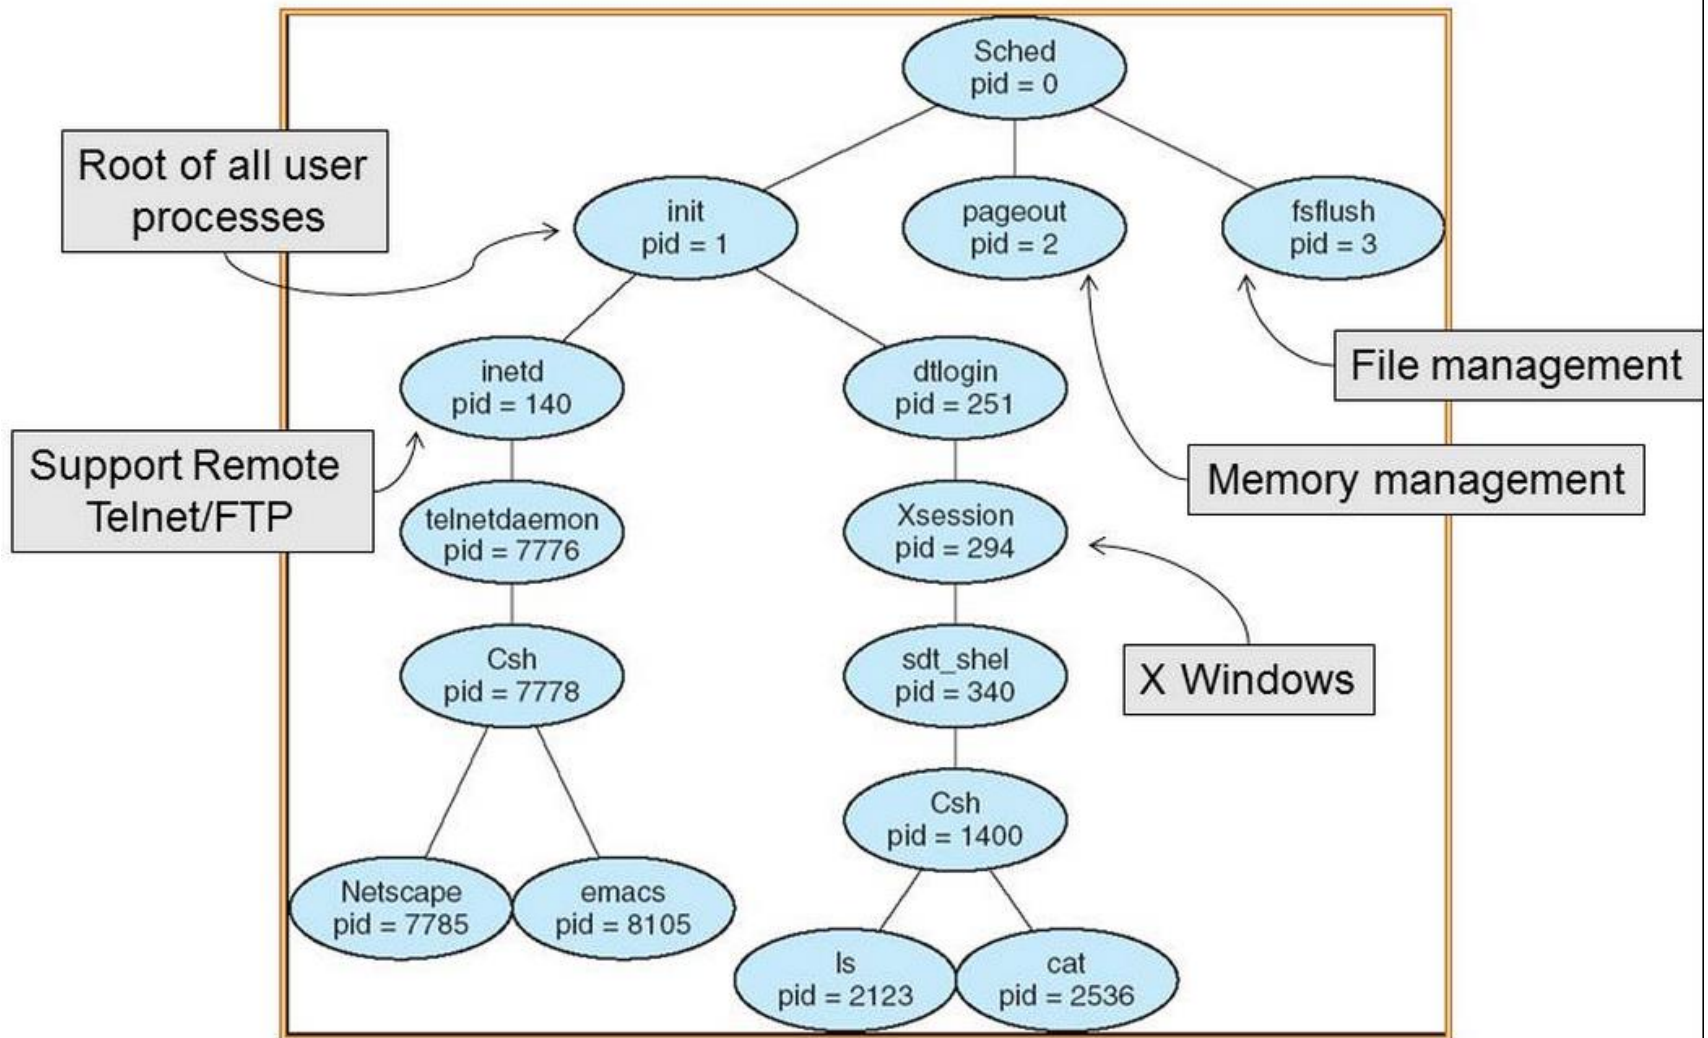 Sched
pid = 0
Root of all user
processes
init
pid = 1
pageout
pid = 2
fsflush
pid = 3
inetd
pid = 140
dtlogin
pid = 251
File management
Support Remote
Telnet/FTP
Memory management
telnetdaemon
pid = 7776
Xsession
pid = 294
Csh
pid = 7778
sdt_shel
pid = 340
X Windows
Csh
pid = 1400
Netscape
pid = 7785
emacs
pid = 8105
ls
pid = 2123
cat
pid = 2536